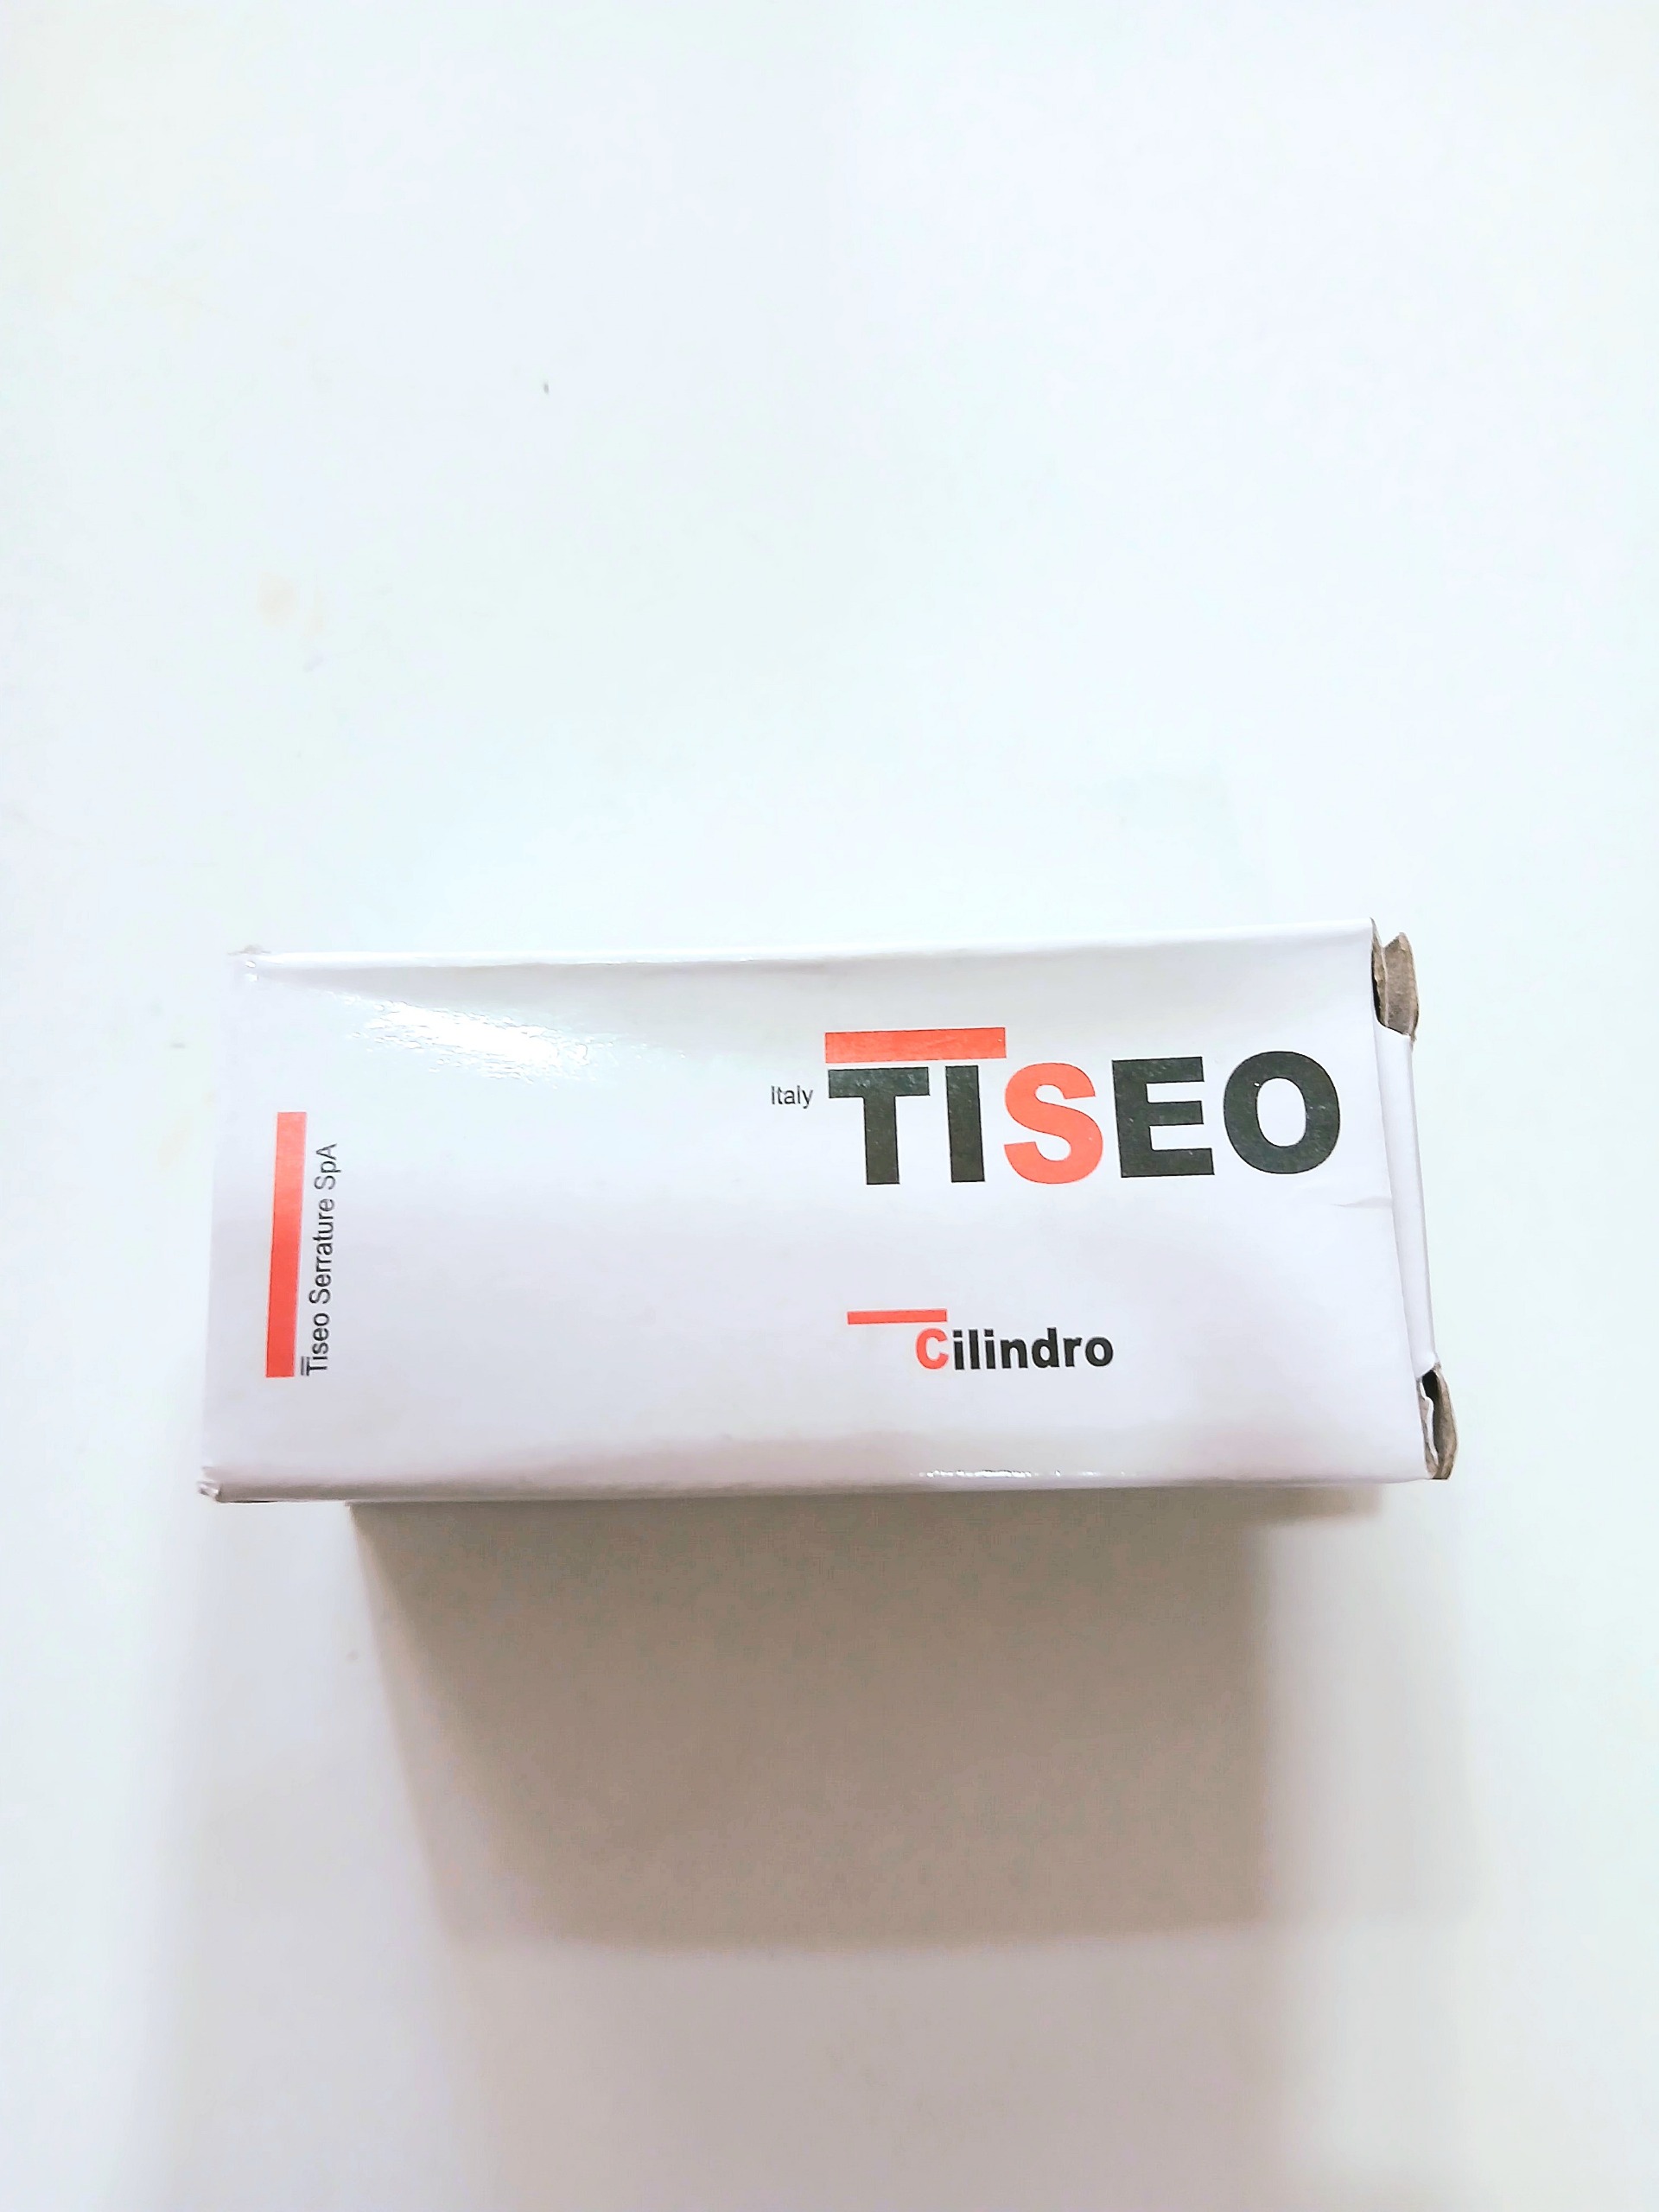 Italy TISEO
Cilindro
Tiseo Serrature SpA